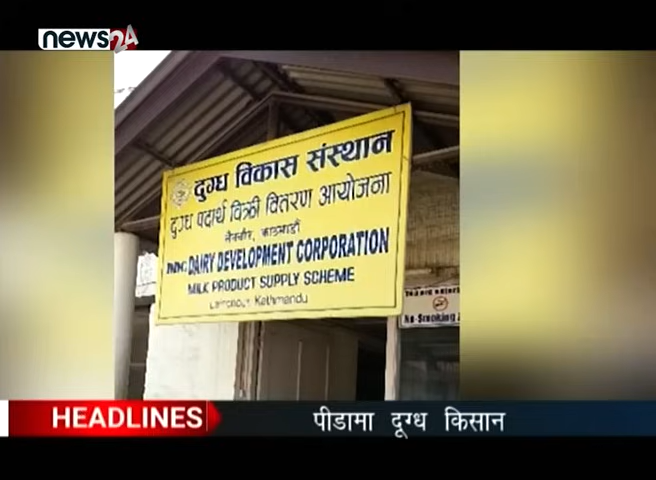 news24
दुग्ध विकास संस्थान
दुग्ध पदार्थ विक्री वितरण आयोजना
लैनचौर, काठमाडौं
DAIRY DEVELOPMENT CORPORATION
MILK PRODUCT SUPPLY SCHEME
Lainchour, Kathmandu
No-Smoking
HEADLINES
पीडामा दूग्ध किसान